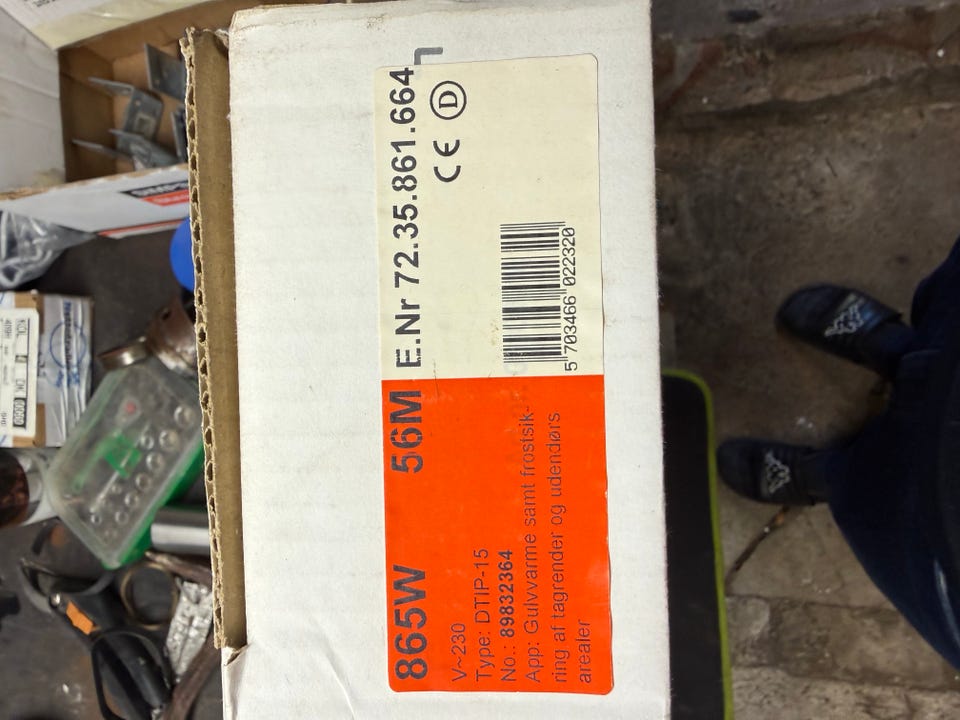 865W 56M E.Nr 72.35.861.664
V~230
Type: DTIP-15
No.: 89832364
App: Gulvvarme samt frostsik-
ring af tagrender og udendørs
arealer
CE D
5 703466 022320